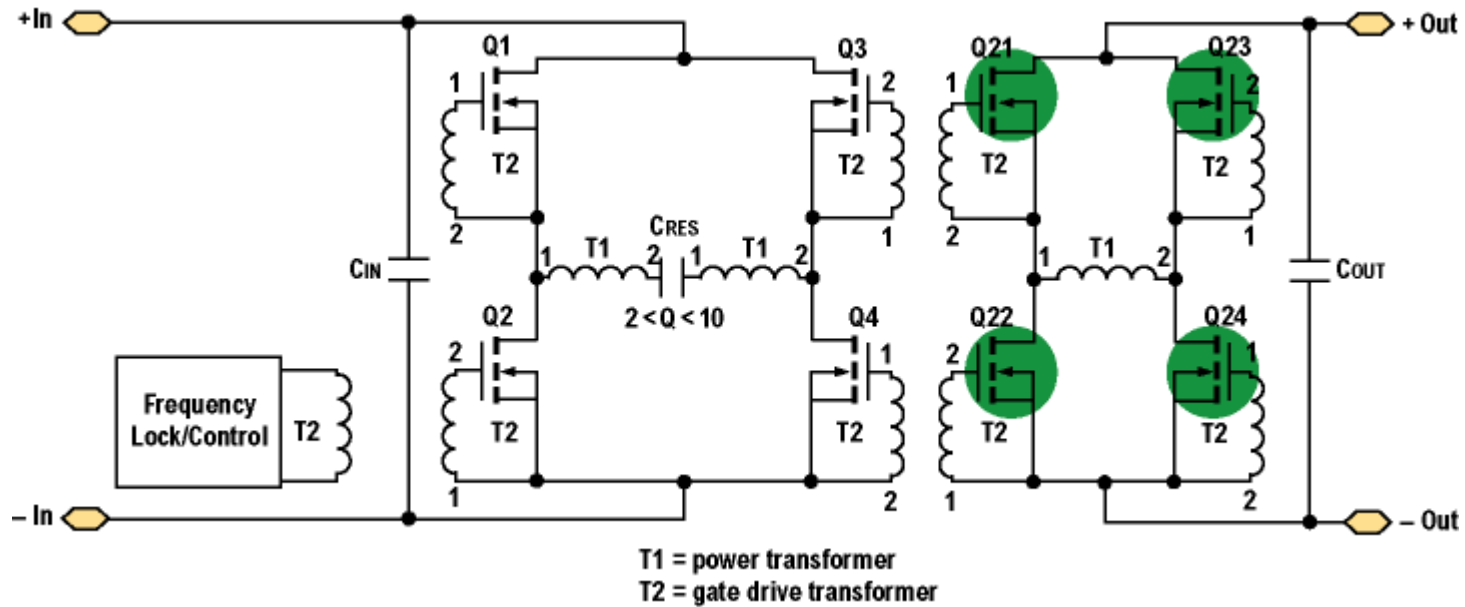 +In
+ Out
Q1
Q3
Q21
Q23
1
2
1
2
T2
T2
T2
T2
2
1
2
1
CRES
1
T1
2
1
T1
2
1
T1
2
CIN
COUT
2 < Q < 10
Q2
Q4
Q22
Q24
2
1
2
1
Frequency
Lock/Control
T2
T2
T2
T2
T2
1
2
1
2
– In
– Out
T1 = power transformer
T2 = gate drive transformer